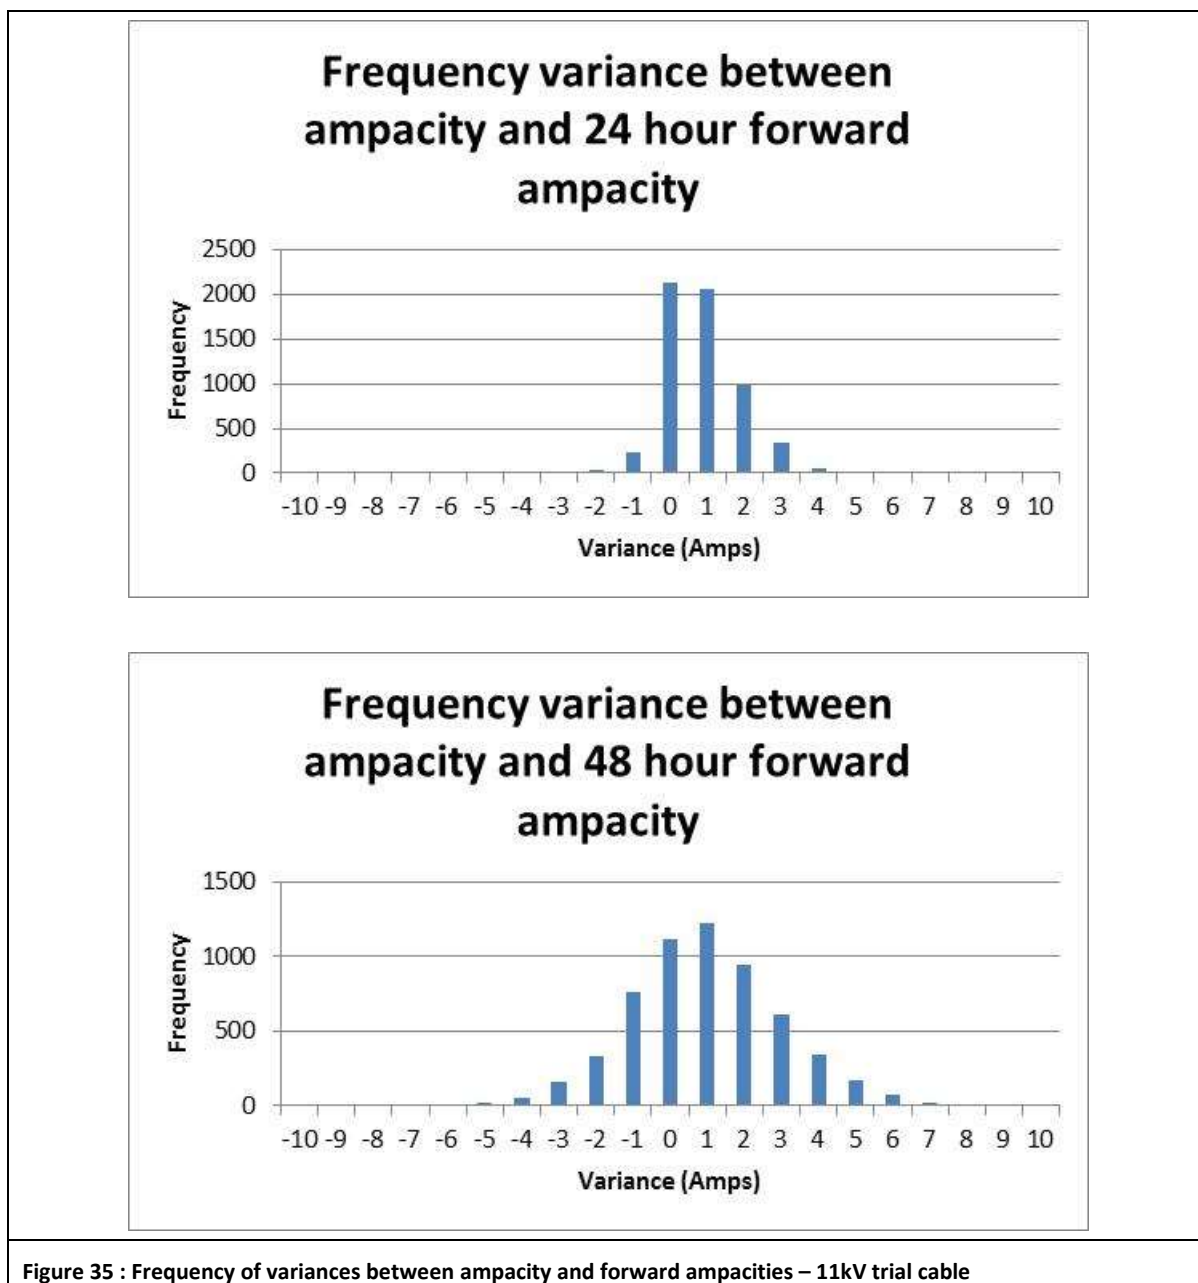 Frequency variance between
ampacity and 24 hour forward
ampacity
2500
2000
1500
1000
500
0
Frequency
-10 -9 -8 -7 -6 -5 -4 -3 -2 -1 0 1 2 3 4 5 6 7 8 9 10
Variance (Amps)
Frequency variance between
ampacity and 48 hour forward
ampacity
1500
1000
500
0
Frequency
-10 -9 -8 -7 -6 -5 -4 -3 -2 -1 0 1 2 3 4 5 6 7 8 9 10
Variance (Amps)
Figure 35 : Frequency of variances between ampacity and forward ampacities – 11kV trial cable